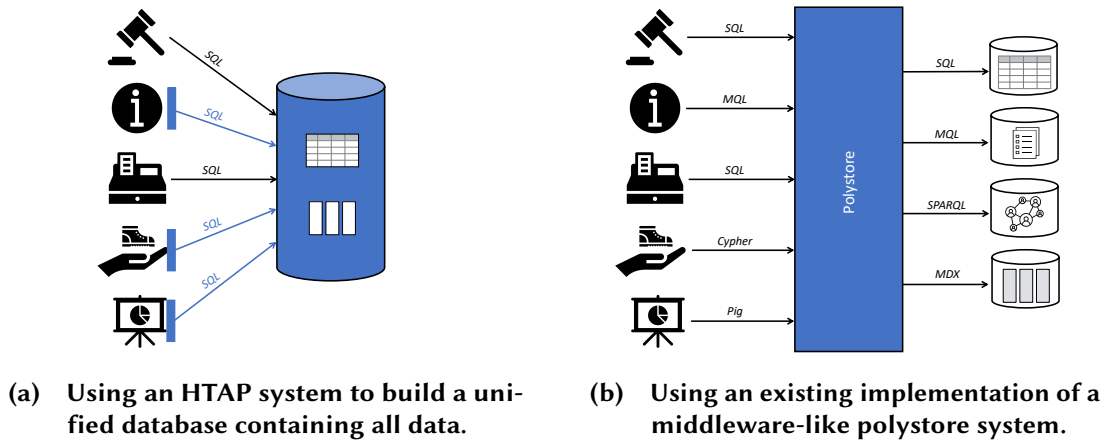 SQL
SQL
SQL
SQL
SQL
(a) Using an HTAP system to build a uni-
fied database containing all data.
SQL
MQL
SQL
Cypher
Pig
Polystore
SQL
MQL
SPARQL
MDX
(b) Using an existing implementation of a
middleware-like polystore system.